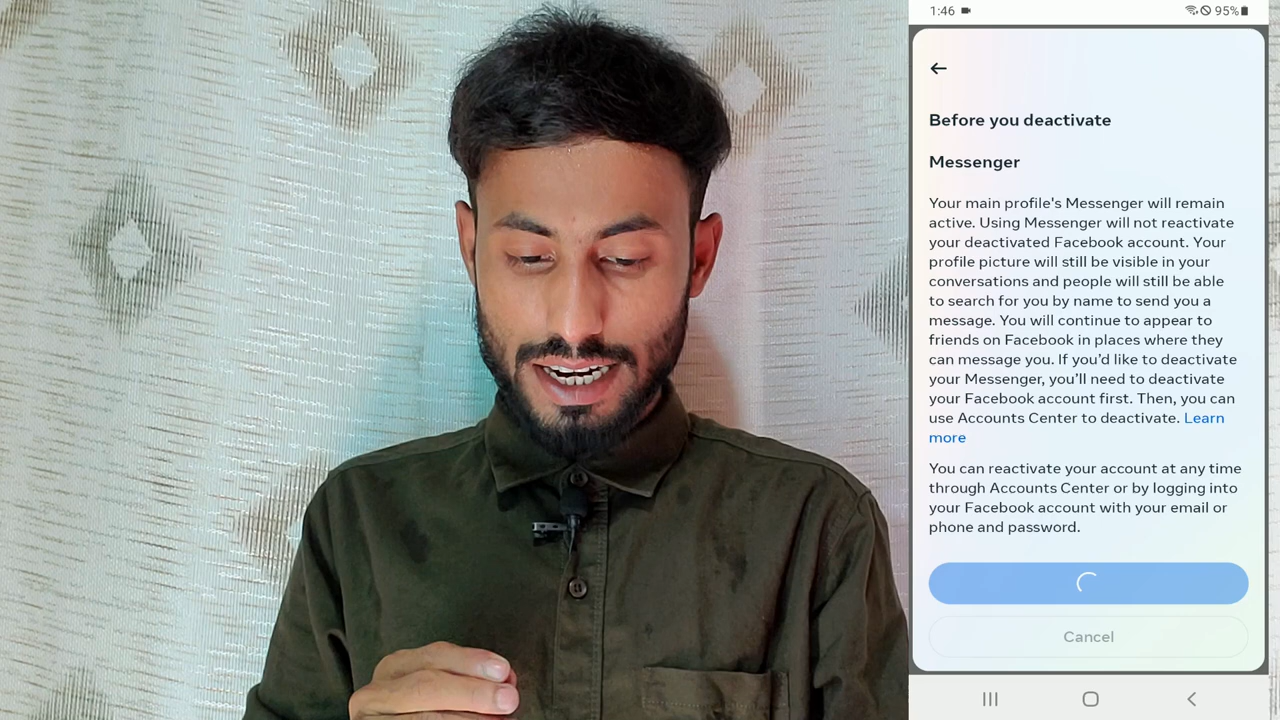 1:46
95%
Before you deactivate
Messenger
Your main profile's Messenger will remain
active. Using Messenger will not reactivate
your deactivated Facebook account. Your
profile picture will still be visible in your
conversations and people will still be able
to search for you by name to send you a
message. You will continue to appear to
friends on Facebook in places where they
can message you. If you’d like to deactivate
your Messenger, you’ll need to deactivate
your Facebook account first. Then, you can
use Accounts Center to deactivate. Learn
more
You can reactivate your account at any time
through Accounts Center or by logging into
your Facebook account with your email or
phone and password.
Cancel